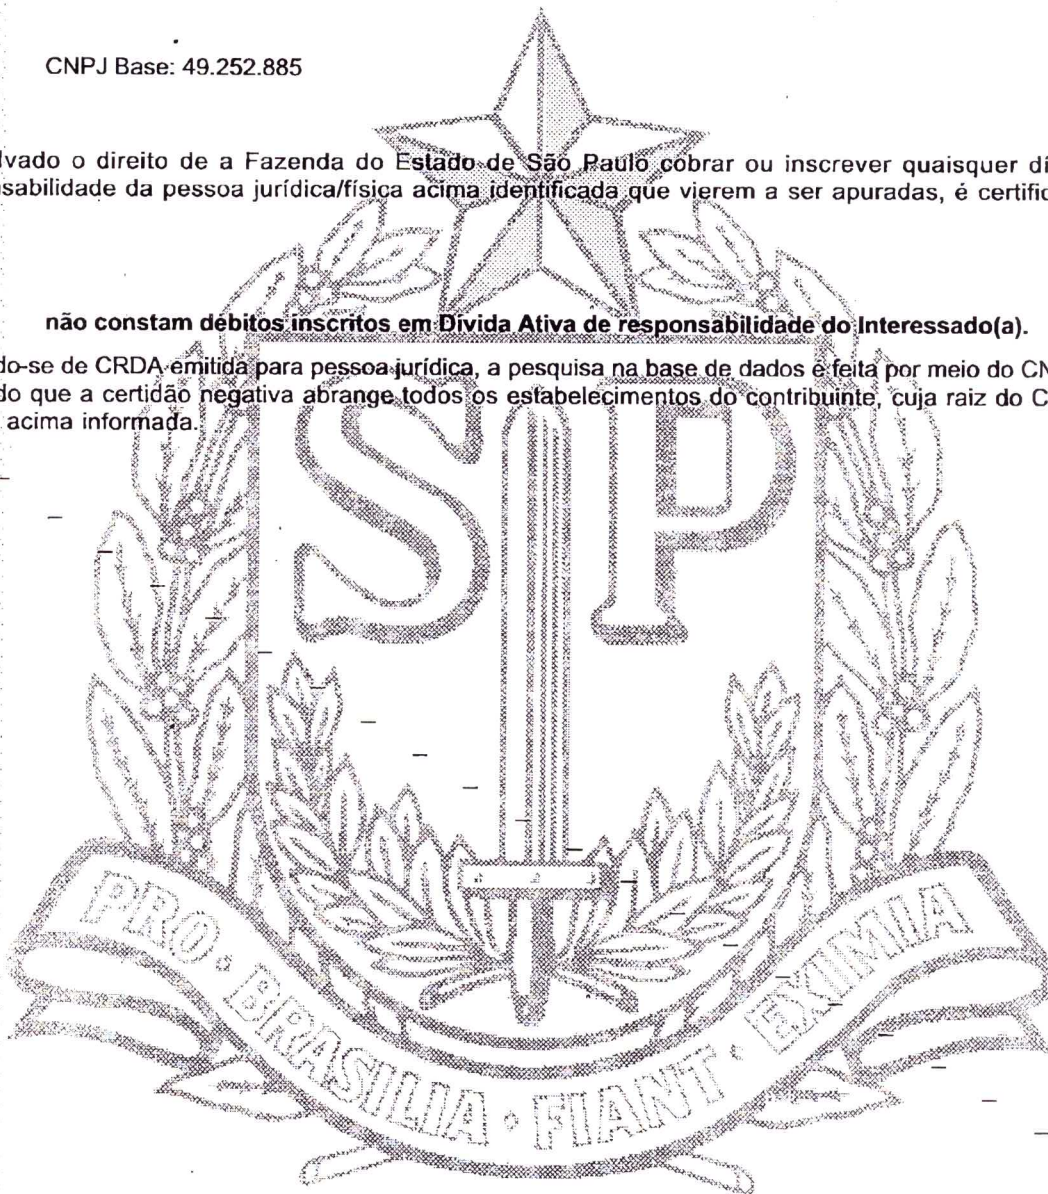 CNPJ Base: 49.252.885
lvado o direito de a Fazenda do Estado de São Paulo cobrar ou inscrever quaisquer dí
sabilidade da pessoa jurídica/física acima identificada que vierem a ser apuradas, é certific
não constam débitos inscritos em Dívida Ativa de responsabilidade do Interessado(a).
do-se de CRDA emitida para pessoa jurídica, a pesquisa na base de dados é feita por meio do CN
do que a certidão negativa abrange todos os estabelecimentos do contribuinte, cuja raiz do C
acima informada.
SP
PRO · BRASILIA · FIANT · EXIMIA